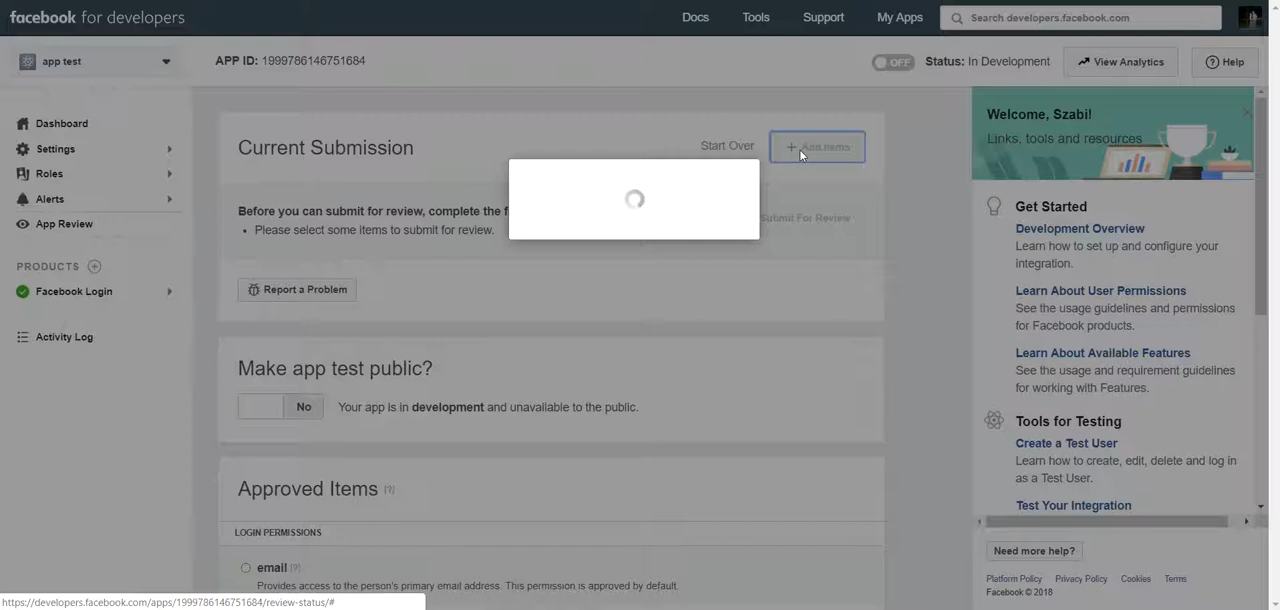 facebook for developers
Docs
Tools
Support
My Apps
Search developers.facebook.com
app test
APP ID: 1999786146751684
OFF
Status: In Development
View Analytics
Help
Dashboard
Settings
Roles
Alerts
App Review
PRODUCTS
Facebook Login
Activity Log
Current Submission
Start Over
+ Add Items
Before you can submit for review, complete the f
Please select some items to submit for review.
Submit For Review
Report a Problem
Make app test public?
No
Your app is in development and unavailable to the public.
Approved Items [?]
LOGIN PERMISSIONS
email [?]
Provides access to the person's primary email address. This permission is approved by default.
Welcome, Szabi!
Links, tools and resources
Get Started
Development Overview
Learn how to set up and configure your
integration.
Learn About User Permissions
See the usage guidelines and permissions
for Facebook products.
Learn About Available Features
See the usage and requirement guidelines
for working with Features.
Tools for Testing
Create a Test User
Learn how to create, edit, delete and log in
as a Test User.
Test Your Integration
Need more help?
Platform Policy
Privacy Policy
Cookies
Terms
Facebook © 2018
https://developers.facebook.com/apps/1999786146751684/review-status/#